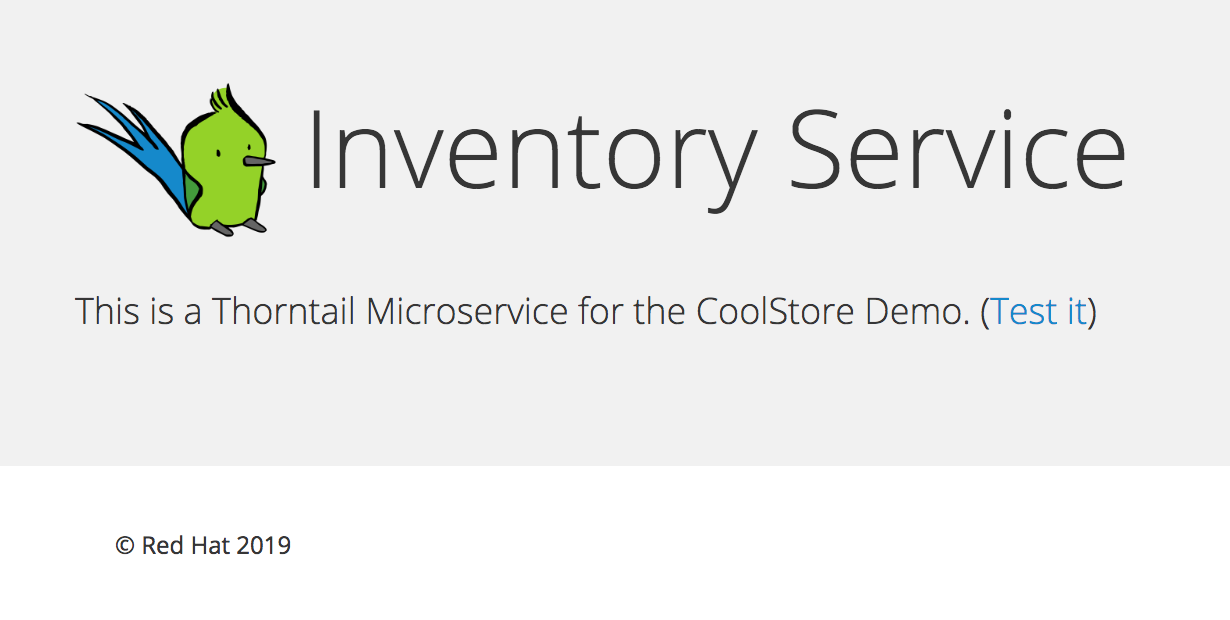 Inventory Service
This is a Thorntail Microservice for the CoolStore Demo. (Test it)
© Red Hat 2019